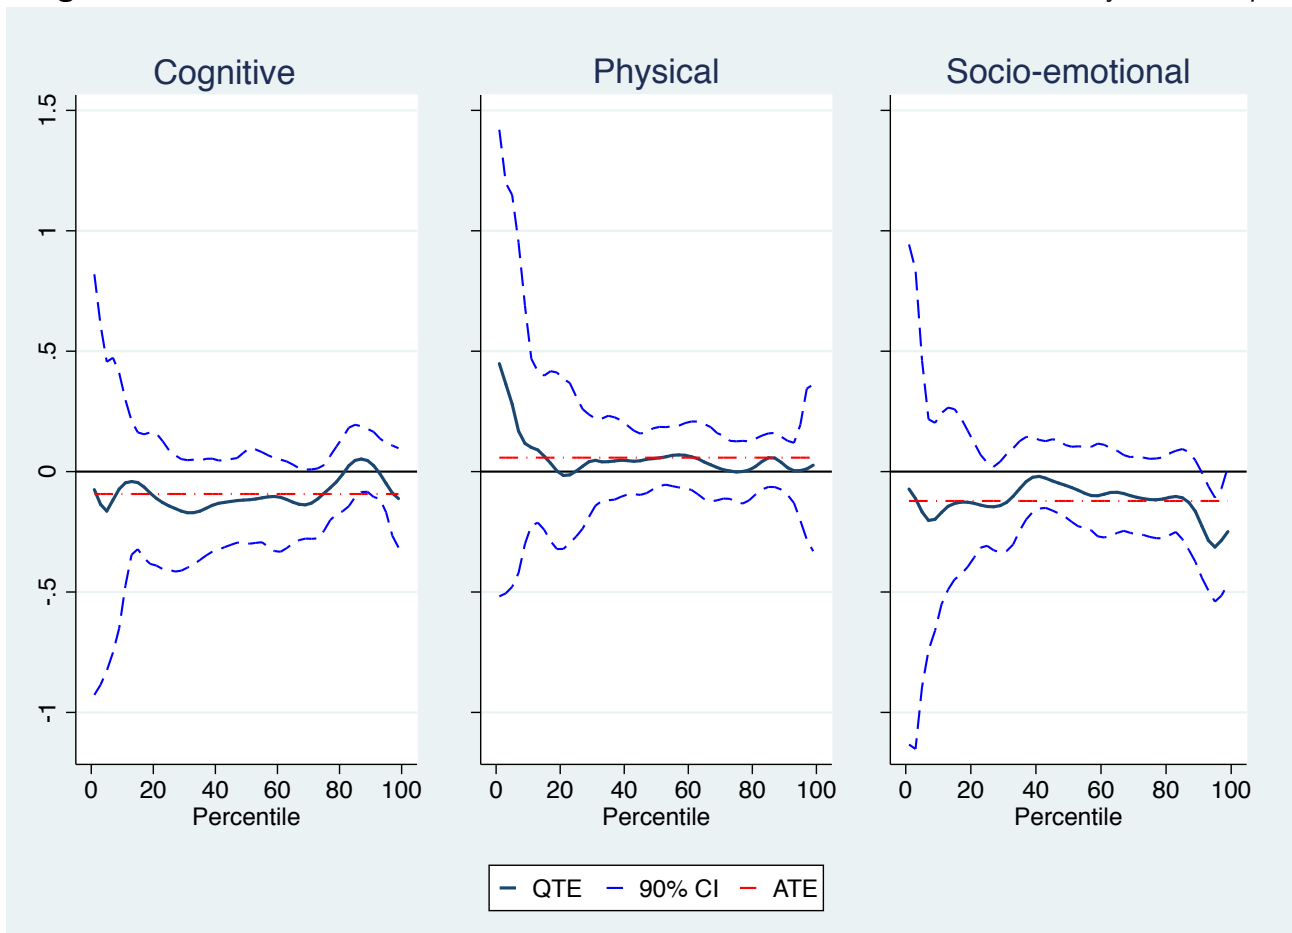 Cognitive Physical Socio-emotional
1.5
1
.5
0
-.5
-1
0 20 40 60 80 100 0 20 40 60 80 100 0 20 40 60 80 100
Percentile Percentile Percentile
QTE 90% CI ATE